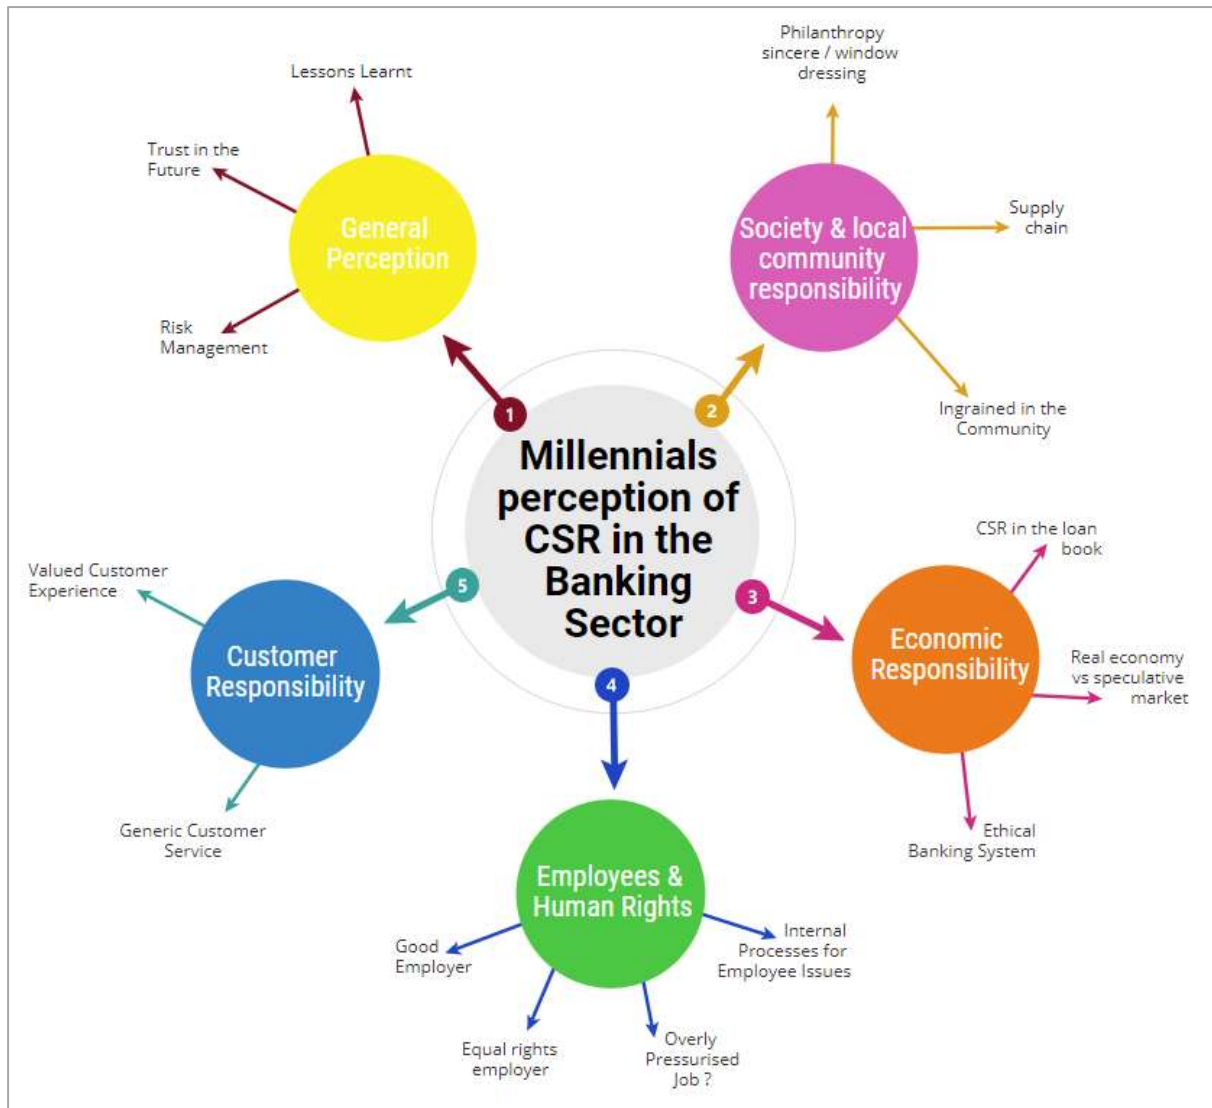 Millennials
perception of
CSR in the
Banking
Sector
1
General
Perception
Lessons Learnt
Trust in the
Future
Risk
Management
2
Society & local
community
responsibility
Philanthropy
sincere / window
dressing
Supply
chain
Ingrained in the
Community
3
Economic
Responsibility
CSR in the loan
book
Real economy
vs speculative
market
Ethical
Banking System
4
Employees &
Human Rights
Internal
Processes for
Employee Issues
Overly
Pressurised
Job ?
Equal rights
employer
Good
Employer
5
Customer
Responsibility
Valued Customer
Experience
Generic Customer
Service